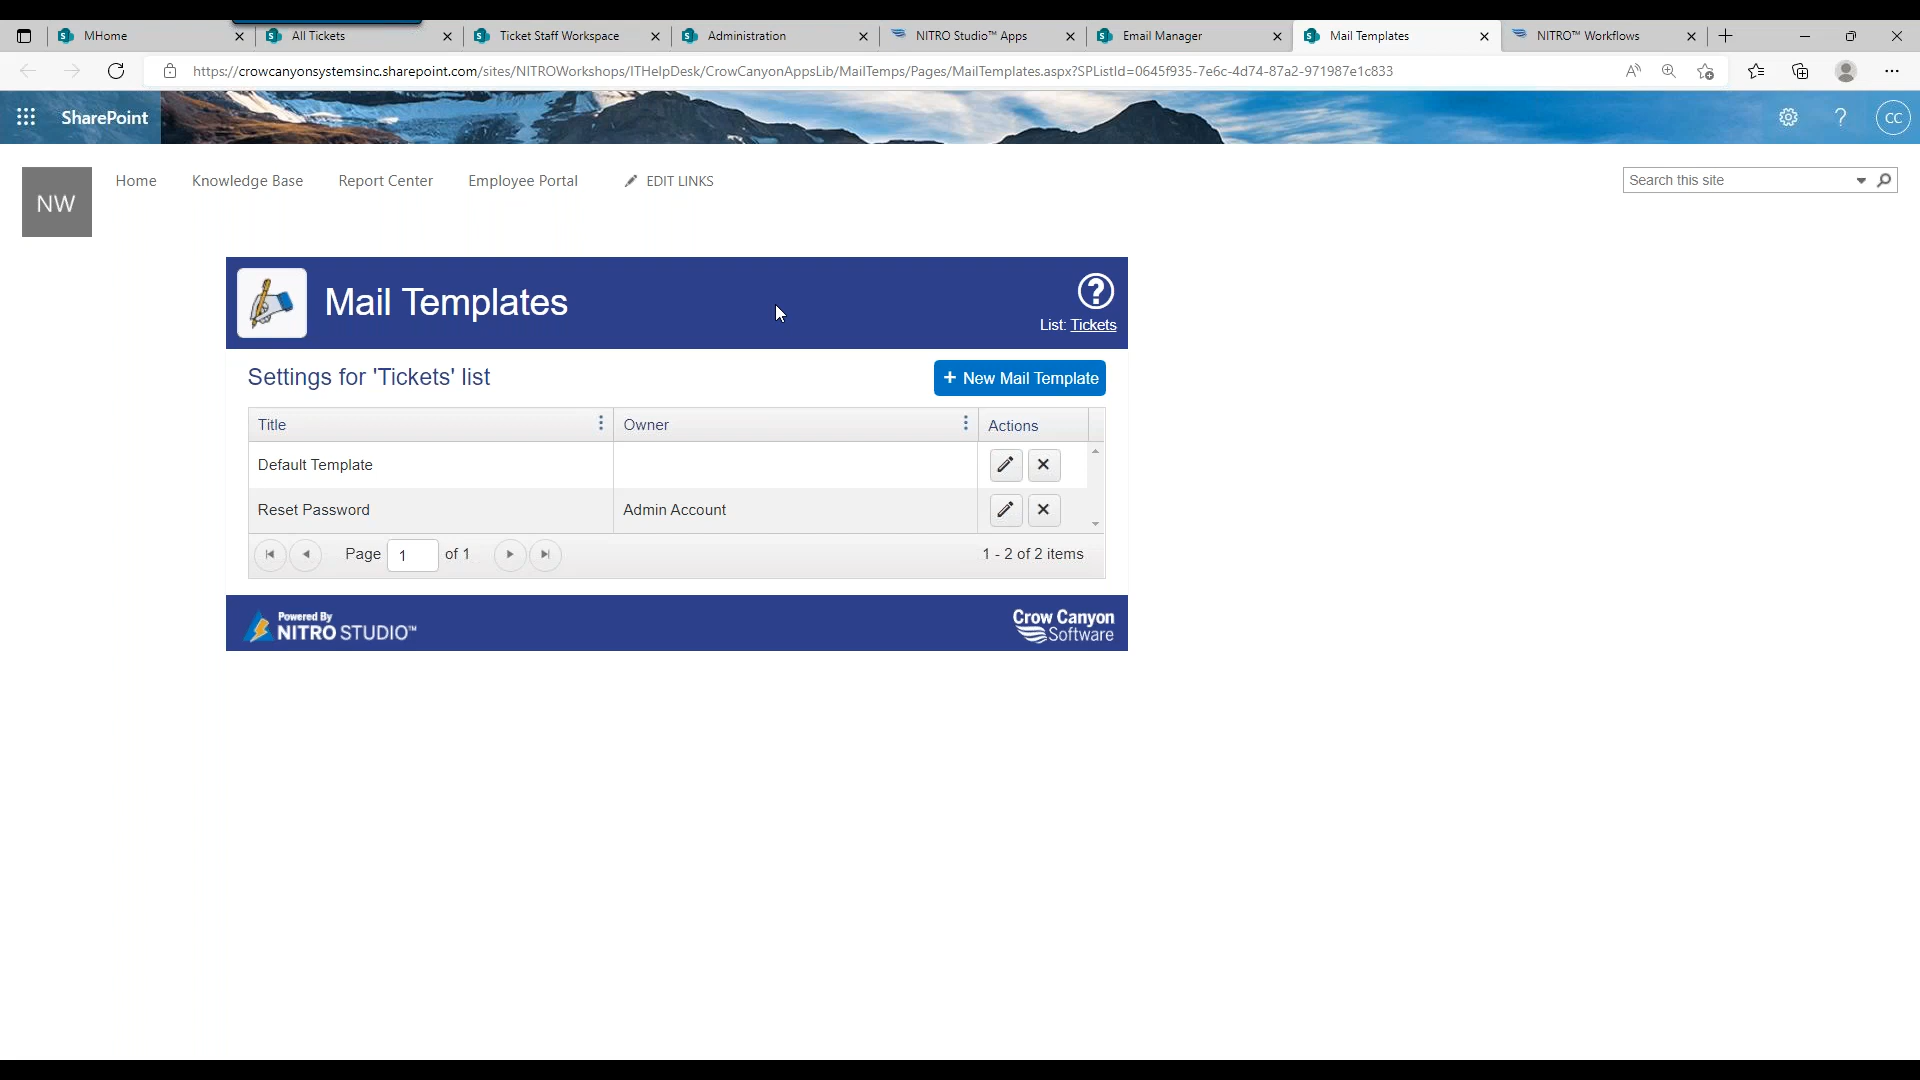 MHome
All Tickets
Ticket Staff Workspace
Administration
NITRO Studio™ Apps
Email Manager
Mail Templates
NITRO™ Workflows
https://crowcanyonsystemsinc.sharepoint.com/sites/NITROWorkshops/ITHelpDesk/CrowCanyonAppsLib/MailTemps/Pages/MailTemplates.aspx?SPListId=0645f935-7e6c-4d74-87a2-971987e1c833
SharePoint
?
CC
NW
Home
Knowledge Base
Report Center
Employee Portal
EDIT LINKS
Search this site
Mail Templates
?
List: Tickets
Settings for 'Tickets' list
+ New Mail Template
Title
Owner
Actions
Default Template
Reset Password
Admin Account
Page 1 of 1
1 - 2 of 2 items
Powered By
NITRO STUDIO™
Crow Canyon
Software